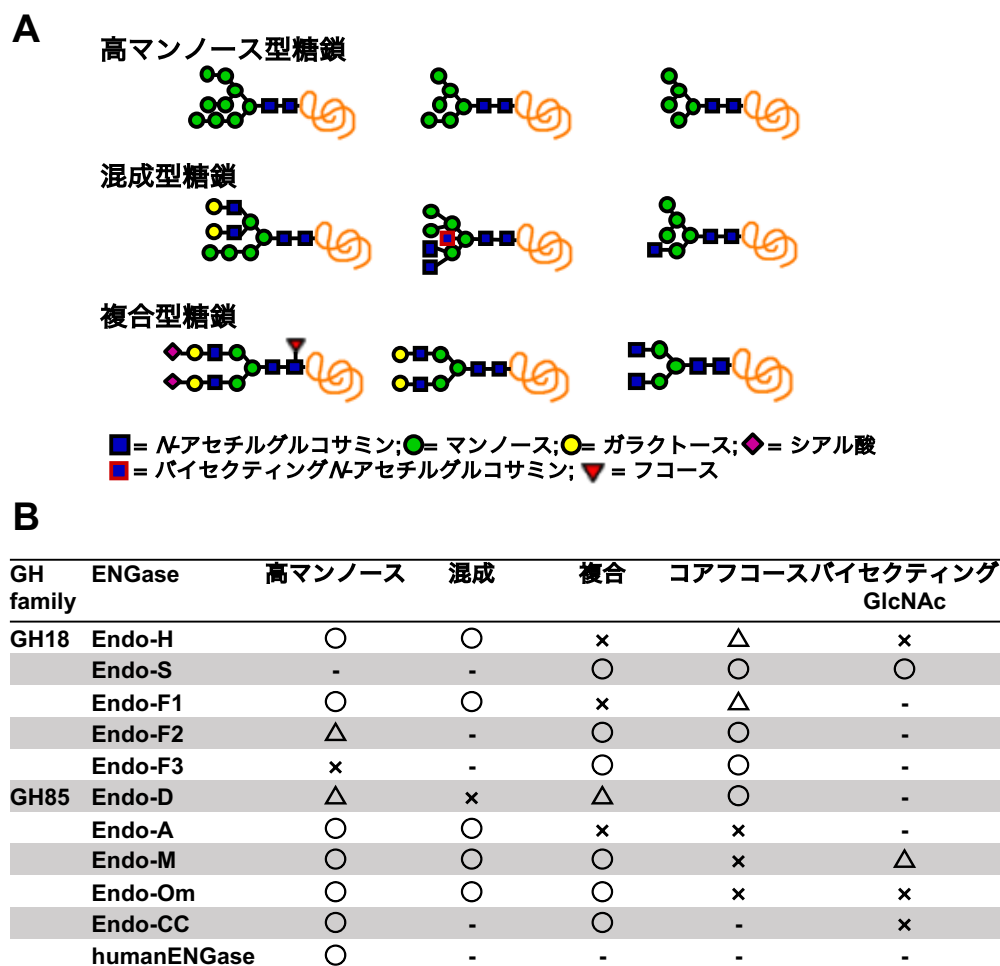 A
高マンノース型糖鎖
混成型糖鎖
複合型糖鎖
= N-アセチルグルコサミン; = マンノース; = ガラクトース; = シアル酸
= バイセクティングN-アセチルグルコサミン; = フコース
B
GH family ENGase 高マンノース 混成 複合 コアフコース バイセクティング GlcNAc
GH18 Endo-H ○ ○ × △ ×
Endo-S - - ○ ○ ○
Endo-F1 ○ ○ × △ -
Endo-F2 △ - ○ ○ -
Endo-F3 × - ○ ○ -
GH85 Endo-D △ × △ ○ -
Endo-A ○ ○ × × -
Endo-M ○ ○ ○ × △
Endo-Om ○ ○ ○ × ×
Endo-CC ○ - ○ - ×
humanENGase ○ - - - -